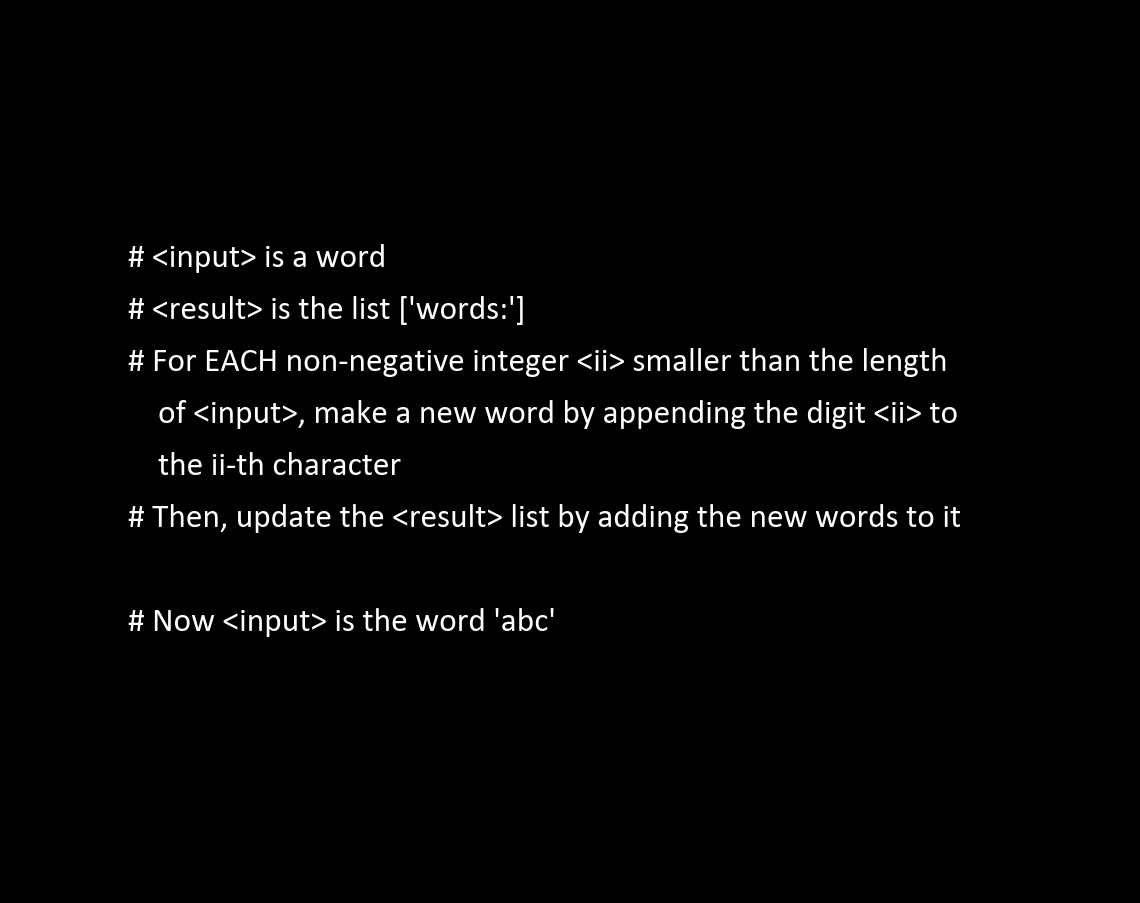 # <input> is a word
# <result> is the list ['words:']
# For EACH non-negative integer <ii> smaller than the length
of <input>, make a new word by appending the digit <ii> to
the ii-th character
# Then, update the <result> list by adding the new words to it
# Now <input> is the word 'abc'